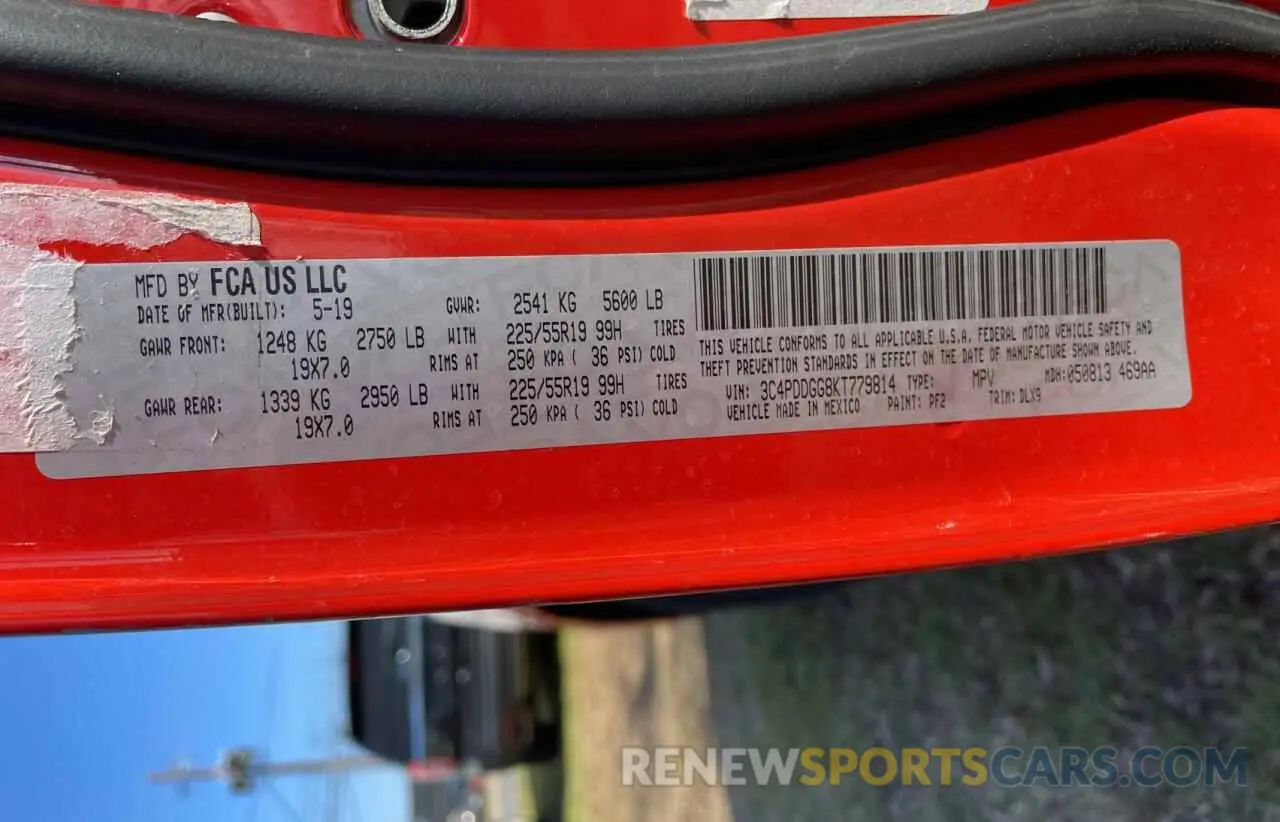 MFD BY FCA US LLC
DATE OF MFR(BUILT): 5-19 GVWR: 2541 KG 5600 LB
GAWR FRONT: 1248 KG 2750 LB WITH 225/55R19 99H TIRES
19X7.0 RIMS AT 250 KPA ( 36 PSI) COLD
GAWR REAR: 1339 KG 2950 LB WITH 225/55R19 99H TIRES
19X7.0 RIMS AT 250 KPA ( 36 PSI) COLD
THIS VEHICLE CONFORMS TO ALL APPLICABLE U.S.A. FEDERAL MOTOR VEHICLE SAFETY AND
THEFT PREVENTION STANDARDS IN EFFECT ON THE DATE OF MANUFACTURE SHOWN ABOVE.
VIN: 3C4PDDGG8KT779814 TYPE: MPV MDH:050813 469AA
VEHICLE MADE IN MEXICO PAINT: PF2 TRIM: DLX9
RENEWSPORTSCARS.COM